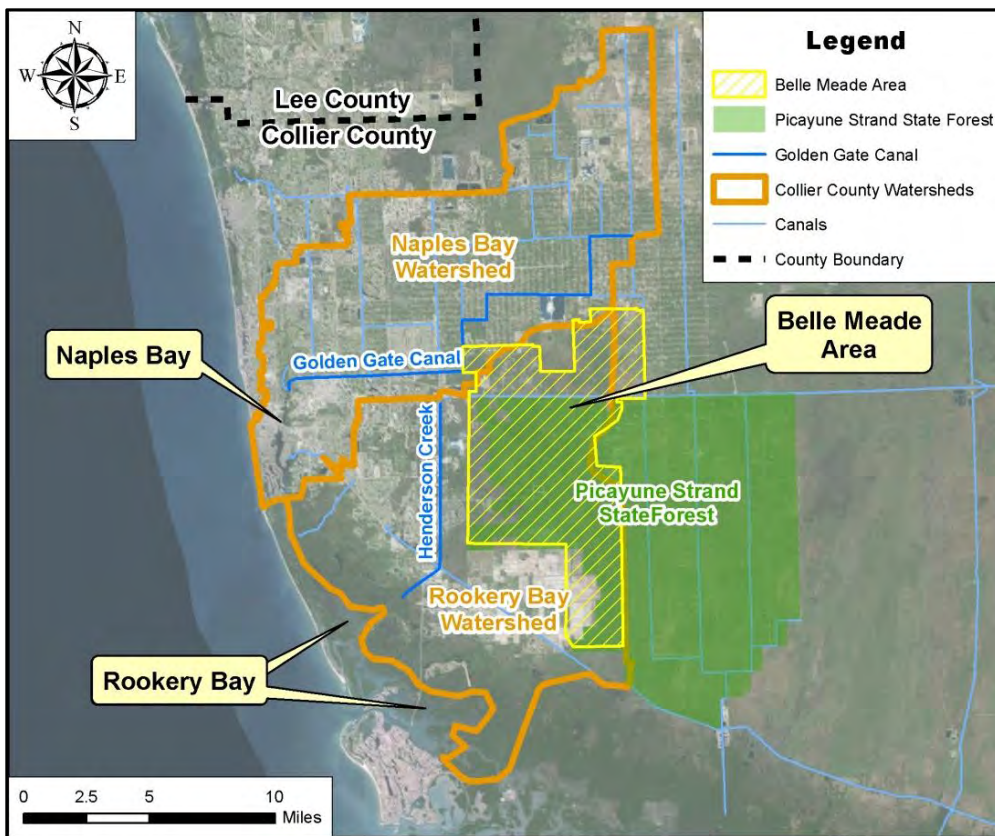 N
W
E
S
Lee County
Collier County
Legend
Belle Meade Area
Picayune Strand State Forest
Golden Gate Canal
Collier County Watersheds
Canals
County Boundary
Naples Bay
Watershed
Belle Meade
Area
Naples Bay
Golden Gate Canal
Henderson Creek
Picayune Strand
StateForest
Rookery Bay
Watershed
Rookery Bay
0 2.5 5 10
Miles